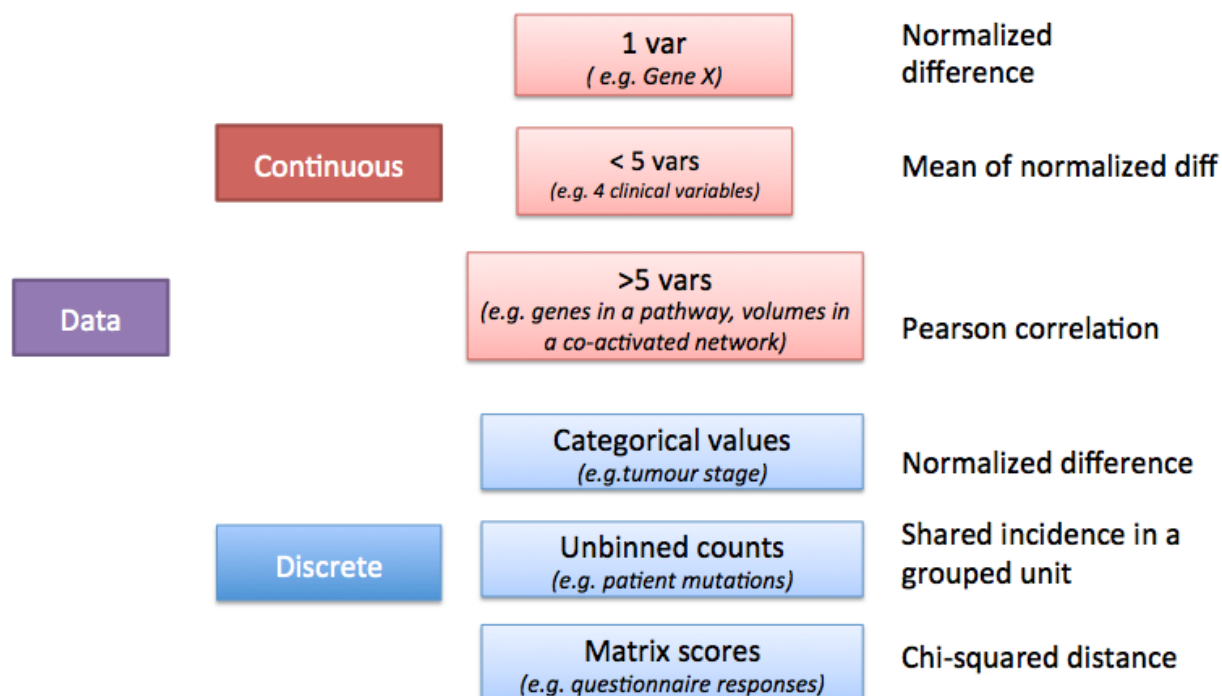 1 var
( e.g. Gene X)
Normalized
difference
Continuous
< 5 vars
(e.g. 4 clinical variables)
Mean of normalized diff
Data
>5 vars
(e.g. genes in a pathway, volumes in
a co-activated network)
Pearson correlation
Categorical values
(e.g.tumour stage)
Normalized difference
Discrete
Unbinned counts
(e.g. patient mutations)
Shared incidence in a
grouped unit
Matrix scores
(e.g. questionnaire responses)
Chi-squared distance